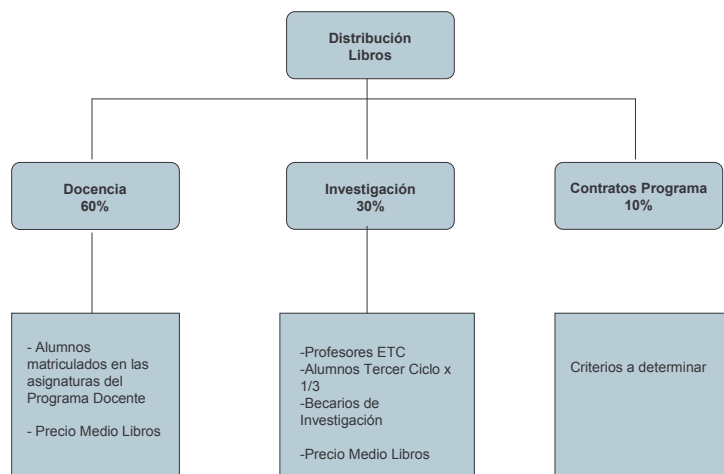 Distribución
Libros
Docencia
60%
Investigación
30%
Contratos Programa
10%
- Alumnos
matriculados en las
asignaturas del
Programa Docente
- Precio Medio Libros
-Profesores ETC
-Alumnos Tercer Ciclo x
1/3
-Becarios de
Investigación
-Precio Medio Libros
Criterios a determinar